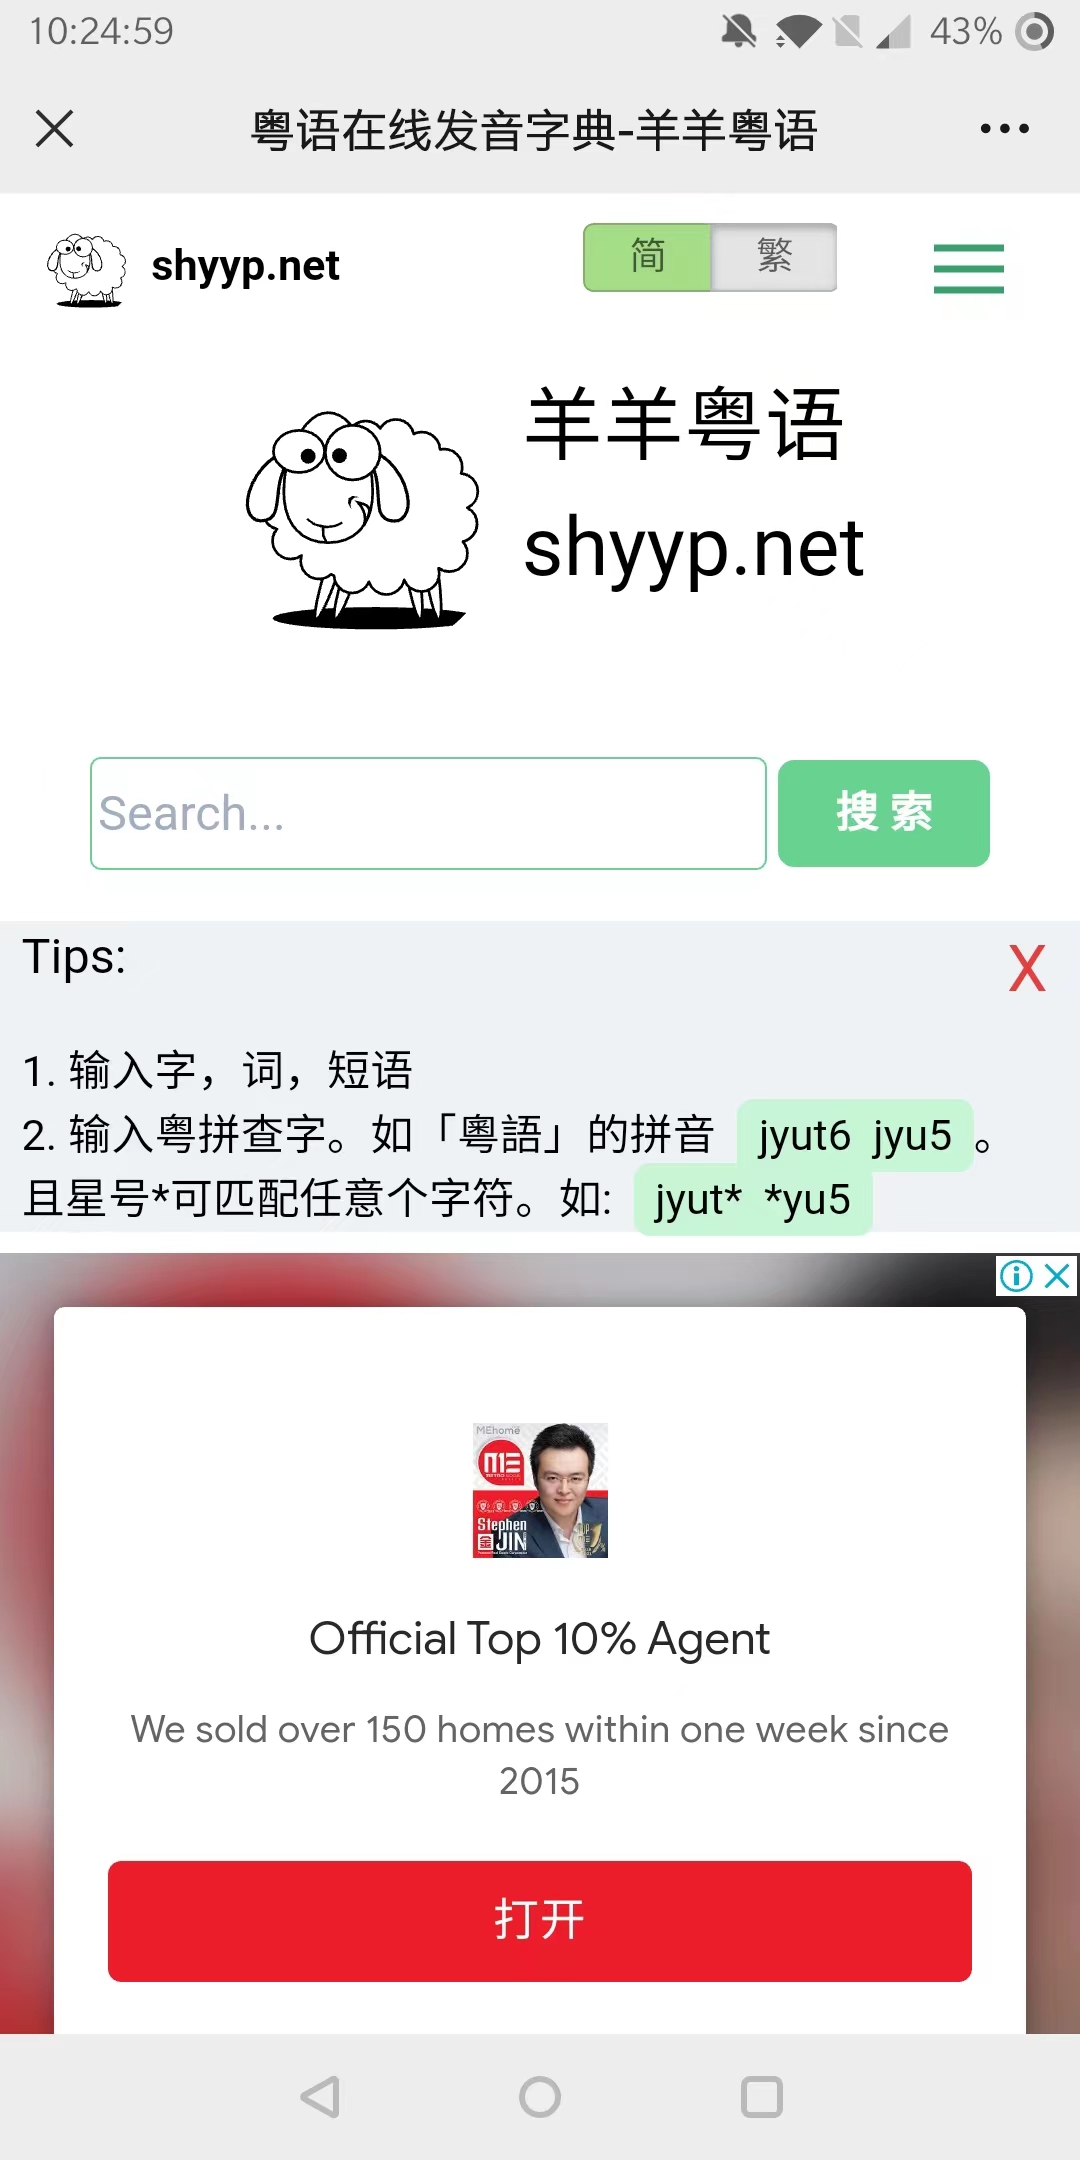 10:24:59
43%
粤语在线发音字典-羊羊粤语
shyyp.net
简 繁
羊羊粤语
shyyp.net
Search...
搜 索
Tips:
X
1. 输入字，词，短语
2. 输入粤拼查字。如「粵語」的拼音 jyut6 jyu5 。
且星号*可匹配任意个字符。如: jyut* *yu5
MEhome
Stephen
金 JIN
Official Top 10% Agent
We sold over 150 homes within one week since
2015
打开